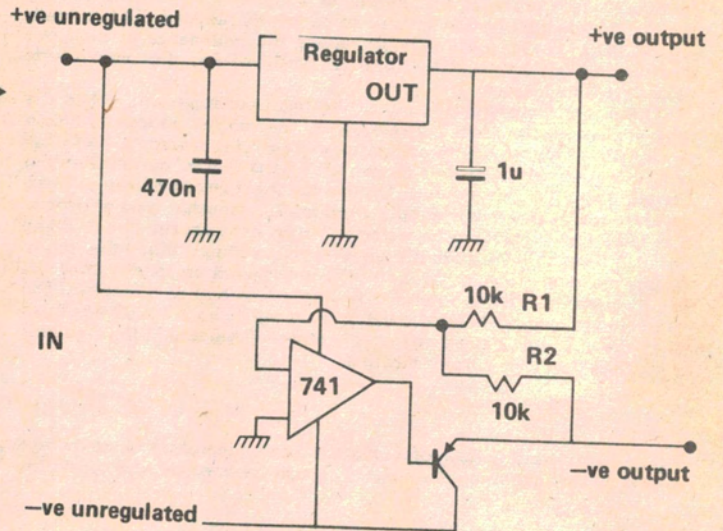 +ve unregulated
Regulator
OUT
+ve output
470n
1u
10k R1
IN
R2
741
10k
−ve output
−ve unregulated